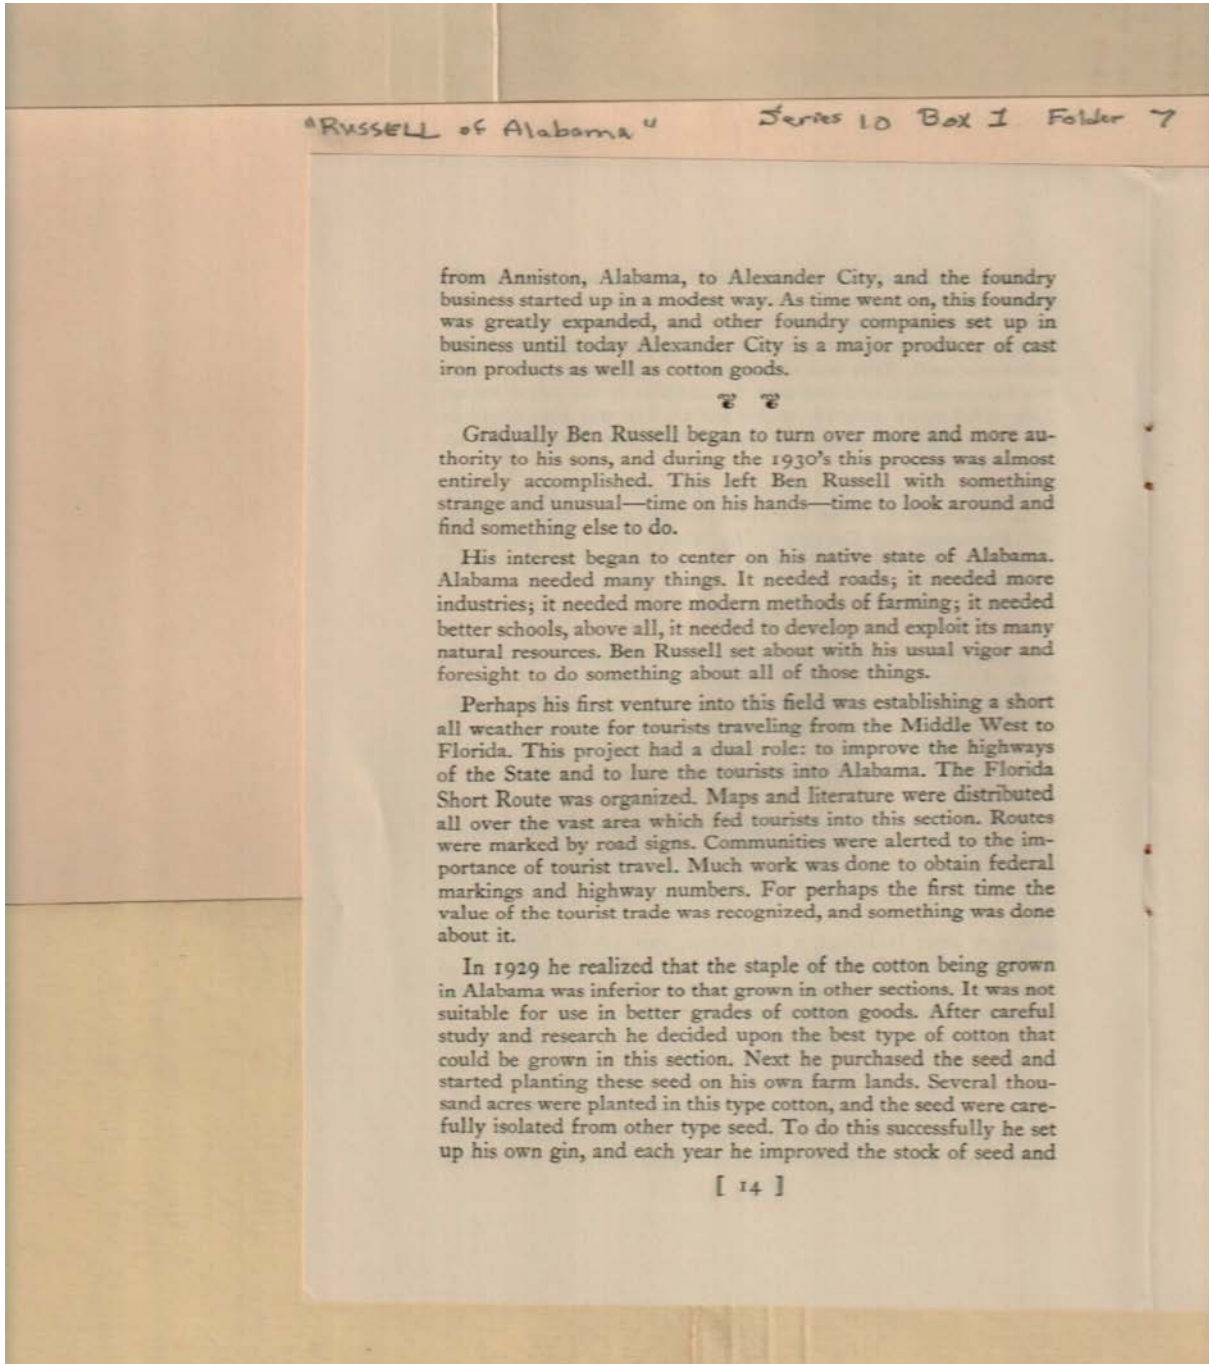 "RUSSELL of Alabama" Series 10 Box 1 Folder 7
from Anniston, Alabama, to Alexander City, and the foundry
business started up in a modest way. As time went on, this foundry
was greatly expanded, and other foundry companies set up in
business until today Alexander City is a major producer of cast
iron products as well as cotton goods.
Gradually Ben Russell began to turn over more and more au-
thority to his sons, and during the 1930's this process was almost
entirely accomplished. This left Ben Russell with something
strange and unusual—time on his hands—time to look around and
find something else to do.
His interest began to center on his native state of Alabama.
Alabama needed many things. It needed roads; it needed more
industries; it needed more modern methods of farming; it needed
better schools, above all, it needed to develop and exploit its many
natural resources. Ben Russell set about with his usual vigor and
foresight to do something about all of those things.
Perhaps his first venture into this field was establishing a short
all weather route for tourists traveling from the Middle West to
Florida. This project had a dual role: to improve the highways
of the State and to lure the tourists into Alabama. The Florida
Short Route was organized. Maps and literature were distributed
all over the vast area which fed tourists into this section. Routes
were marked by road signs. Communities were alerted to the im-
portance of tourist travel. Much work was done to obtain federal
markings and highway numbers. For perhaps the first time the
value of the tourist trade was recognized, and something was done
about it.
In 1929 he realized that the staple of the cotton being grown
in Alabama was inferior to that grown in other sections. It was not
suitable for use in better grades of cotton goods. After careful
study and research he decided upon the best type of cotton that
could be grown in this section. Next he purchased the seed and
started planting these seed on his own farm lands. Several thou-
sand acres were planted in this type cotton, and the seed were care-
fully isolated from other type seed. To do this successfully he set
up his own gin, and each year he improved the stock of seed and
[ 14 ]